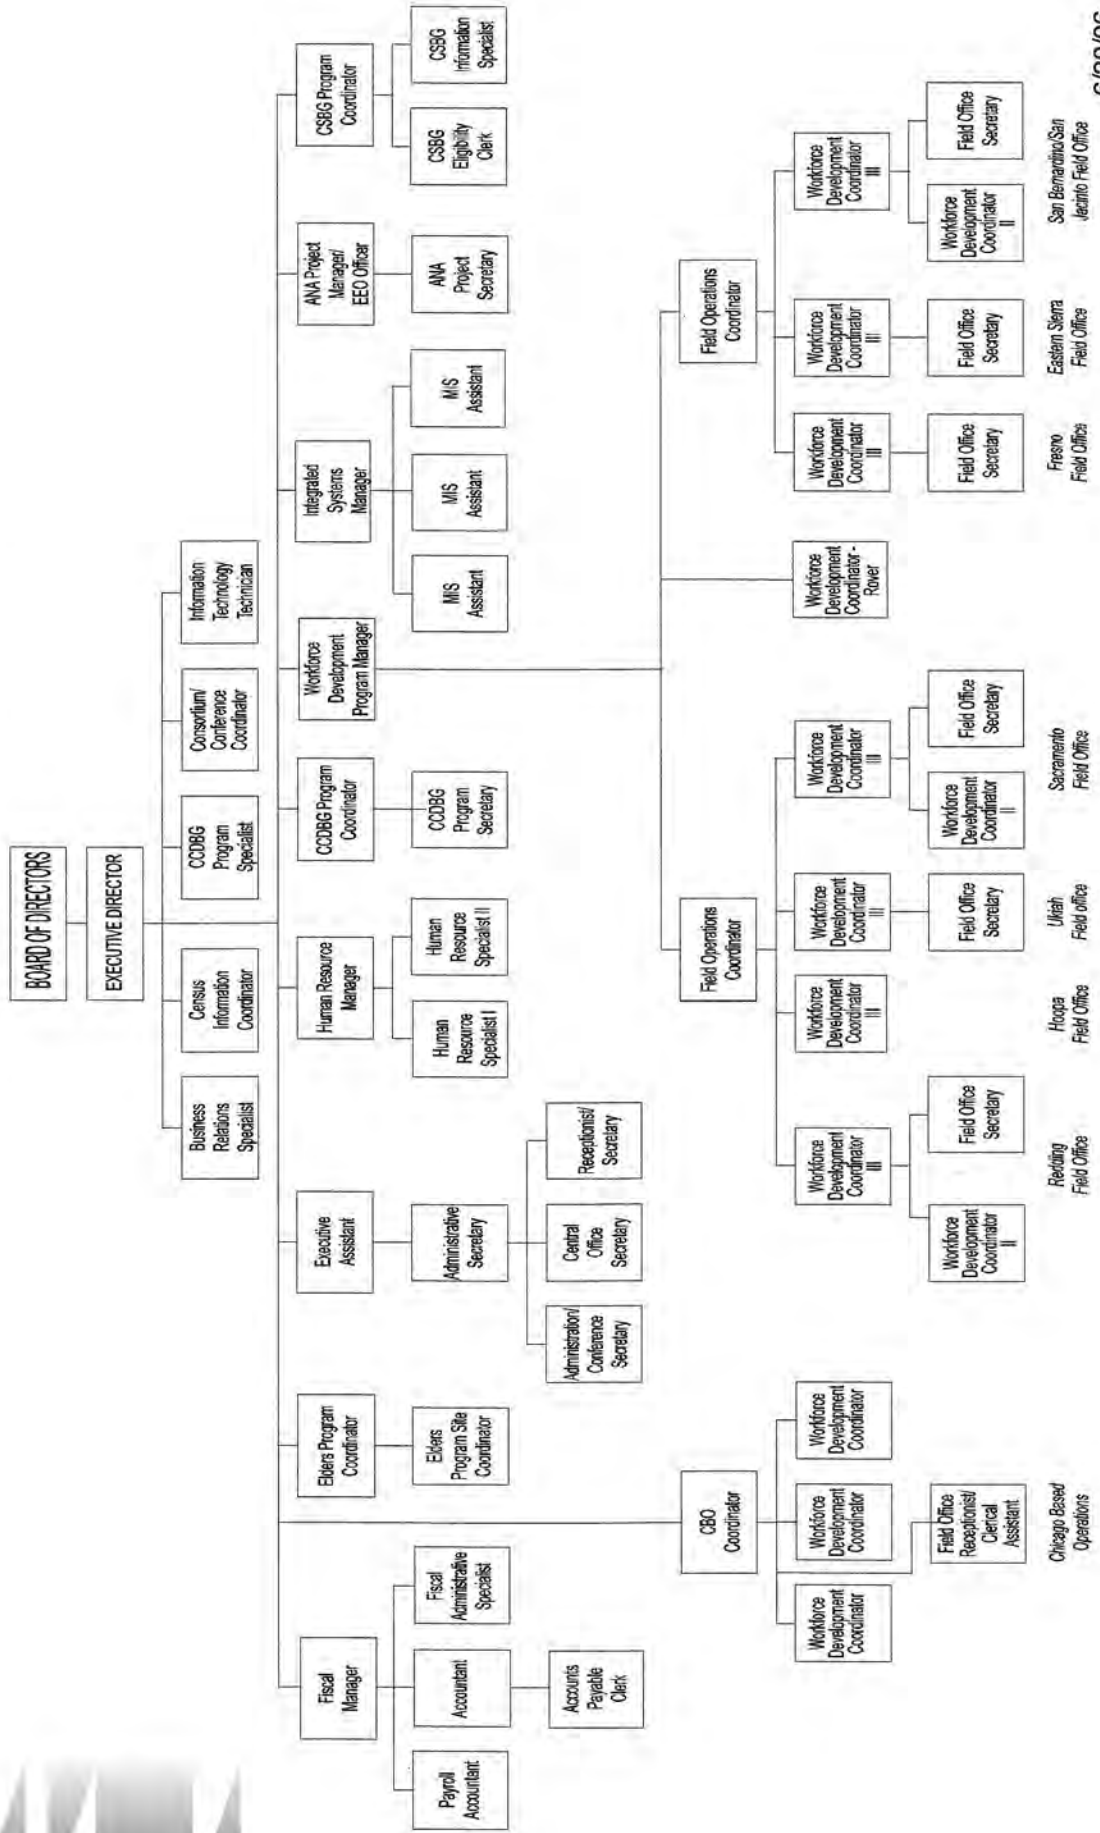 BOARD OF DIRECTORS
EXECUTIVE DIRECTOR
Business
Relations
Specialist
Census
Information
Coordinator
CCDBG
Program
Specialist
Consortium/
Conference
Coordinator
Information
Technology
Technician
Fiscal
Manager
Elders Program
Coordinator
Executive
Assistant
Human Resource
Manager
CCDBG Program
Coordinator
Workforce
Development
Program Manager
Integrated
Systems
Manager
ANA Project
Manager/
EEO Officer
CSBG Program
Coordinator
Payroll
Accountant
Accountant
Fiscal
Administrative
Specialist
Elders
Program Site
Coordinator
Administrative
Secretary
Human
Resource
Specialist I
Human
Resource
Specialist II
CCDBG
Program
Secretary
MIS
Assistant
MIS
Assistant
MIS
Assistant
ANA
Project
Secretary
CSBG
Eligibility
Clerk
CSBG
Information
Specialist
Accounts
Payable
Clerk
Administration/
Conference
Secretary
Central
Office
Secretary
Receptionist/
Secretary
CBO
Coordinator
Field Operations
Coordinator
Field Operations
Coordinator
Workforce
Development
Coordinator
Workforce
Development
Coordinator
Workforce
Development
Coordinator
Workforce
Development
Coordinator
III
Workforce
Development
Coordinator
III
Workforce
Development
Coordinator
III
Workforce
Development
Coordinator
III
Workforce
Development
Coordinator -
Rover
Workforce
Development
Coordinator
III
Workforce
Development
Coordinator
III
Workforce
Development
Coordinator
III
Field Office
Receptionist/
Clerical
Assistant
Workforce
Development
Coordinator
II
Field Office
Secretary
Field Office
Secretary
Workforce
Development
Coordinator
II
Field Office
Secretary
Field Office
Secretary
Field Office
Secretary
Workforce
Development
Coordinator
II
Field Office
Secretary
Chicago Based
Operations
Redding
Field Office
Hoopa
Field Office
Ukiah
Field office
Sacramento
Field Office
Fresno
Field Office
Eastern Sierra
Field Office
San Bernardino/San
Jacinto Field Office